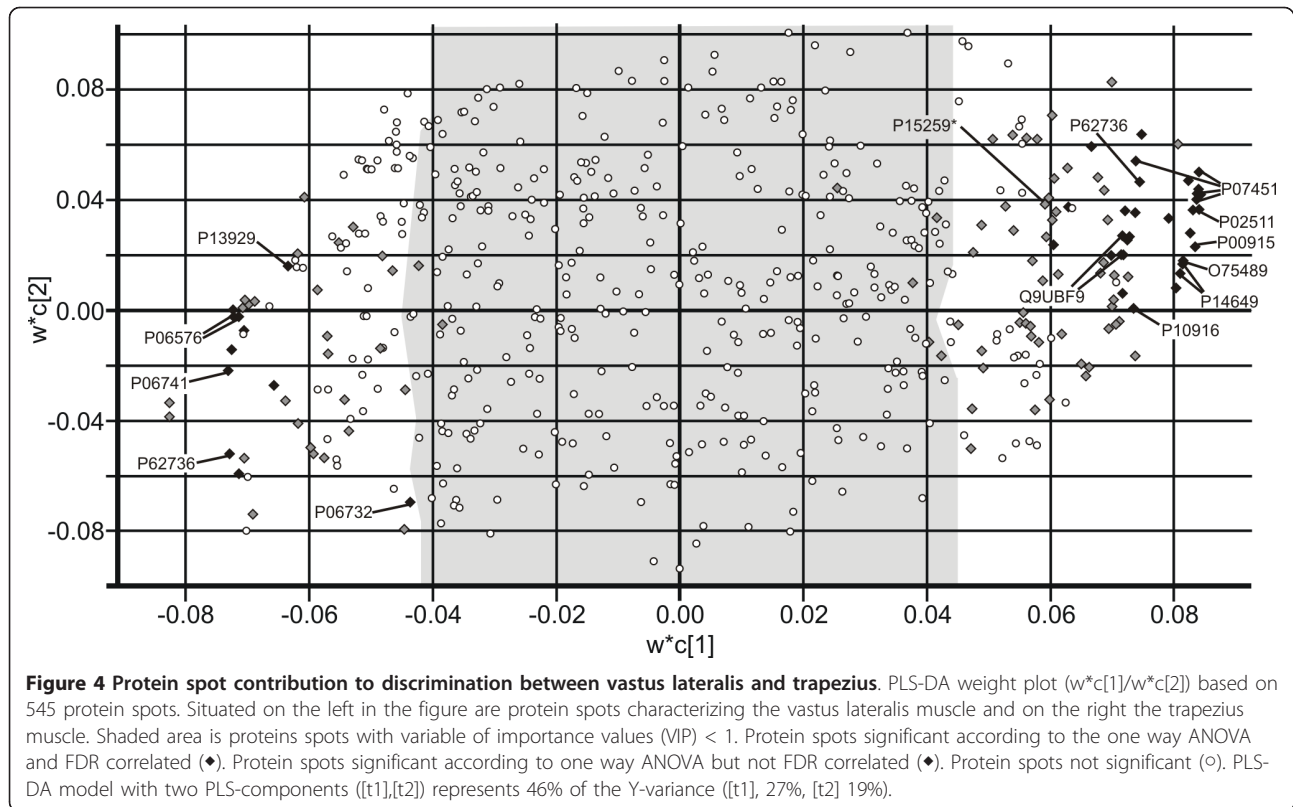 P15259*
P62736
P07451
P02511
P00915
O75489
P14649
Q9UBF9
P10916
P13929
P06576
P06741
P62736
P06732
0.08
0.04
0.00
-0.04
-0.08
w*c[2]
-0.08 -0.06 -0.04 -0.02 0.00 0.02 0.04 0.06 0.08
w*c[1]
Figure 4 Protein spot contribution to discrimination between vastus lateralis and trapezius. PLS-DA weight plot (w*c[1]/w*c[2]) based on
545 protein spots. Situated on the left in the figure are protein spots characterizing the vastus lateralis muscle and on the right the trapezius
muscle. Shaded area is proteins spots with variable of importance values (VIP) < 1. Protein spots significant according to the one way ANOVA
and FDR correlated (◆). Protein spots significant according to one way ANOVA but not FDR correlated (◆). Protein spots not significant (○). PLS-
DA model with two PLS-components ([t1],[t2]) represents 46% of the Y-variance ([t1], 27%, [t2] 19%).